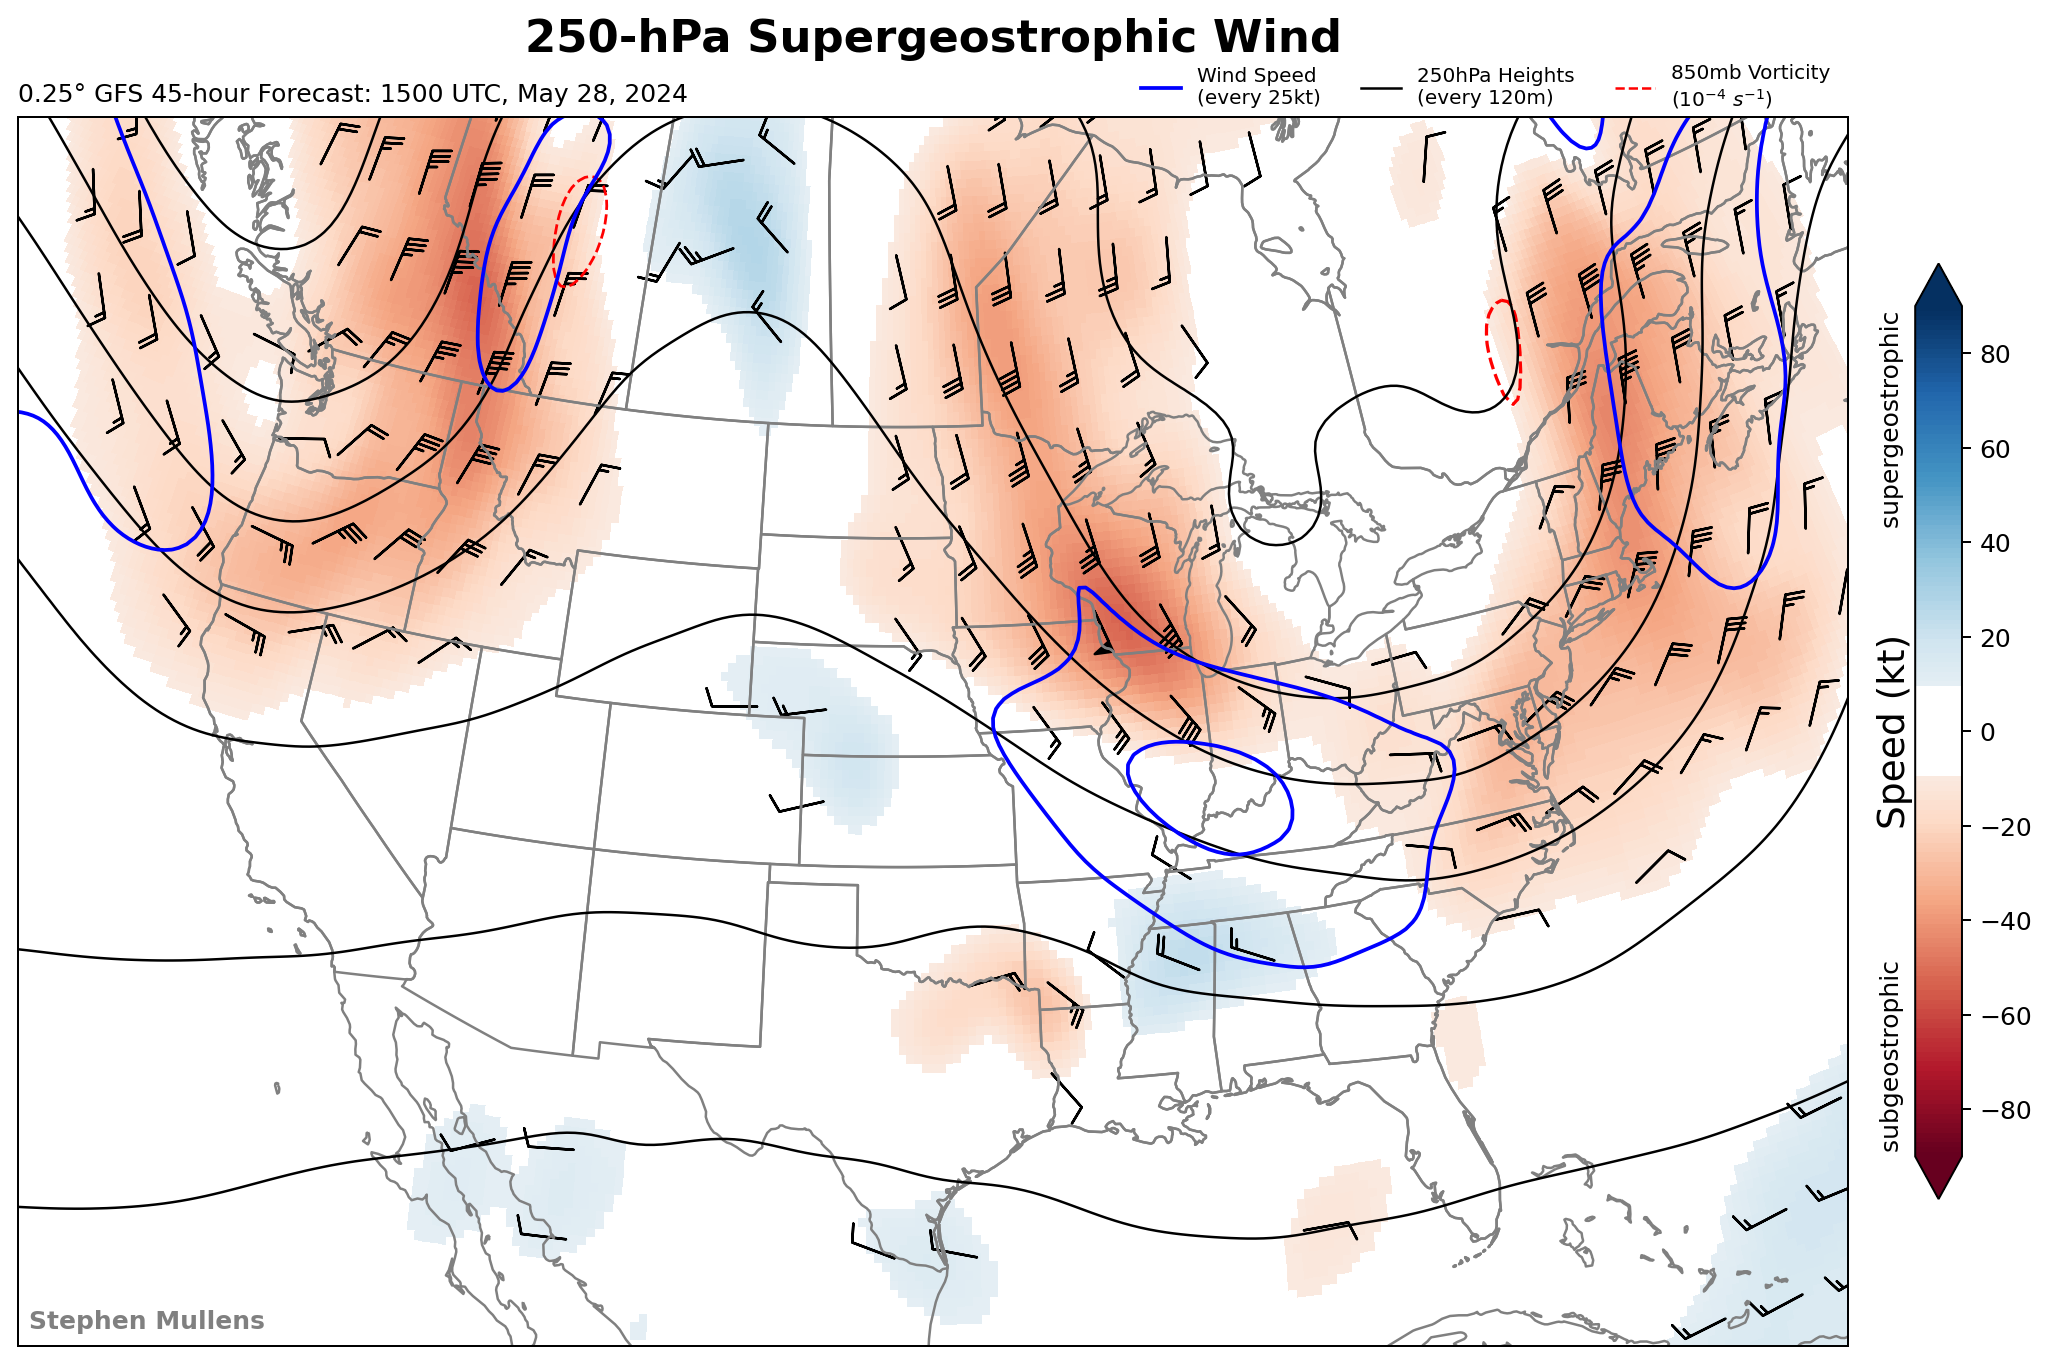 250-hPa Supergeostrophic Wind
0.25° GFS 45-hour Forecast: 1500 UTC, May 28, 2024
Wind Speed
(every 25kt)
250hPa Heights
(every 120m)
850mb Vorticity
(10⁻⁴ s⁻¹)
supergeostrophic
Speed (kt)
subgeostrophic
80
60
40
20
0
−20
−40
−60
−80
Stephen Mullens